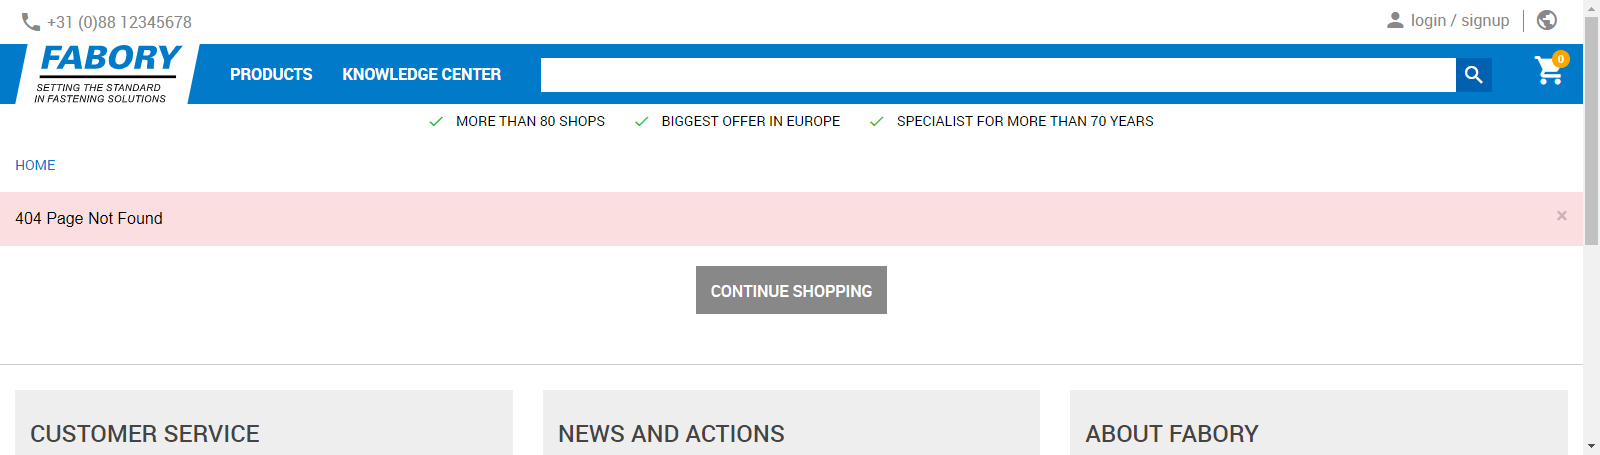 +31 (0)88 12345678
login / signup
FABORY
SETTING THE STANDARD
IN FASTENING SOLUTIONS
PRODUCTS
KNOWLEDGE CENTER
0
MORE THAN 80 SHOPS
BIGGEST OFFER IN EUROPE
SPECIALIST FOR MORE THAN 70 YEARS
HOME
404 Page Not Found
×
CONTINUE SHOPPING
CUSTOMER SERVICE
NEWS AND ACTIONS
ABOUT FABORY